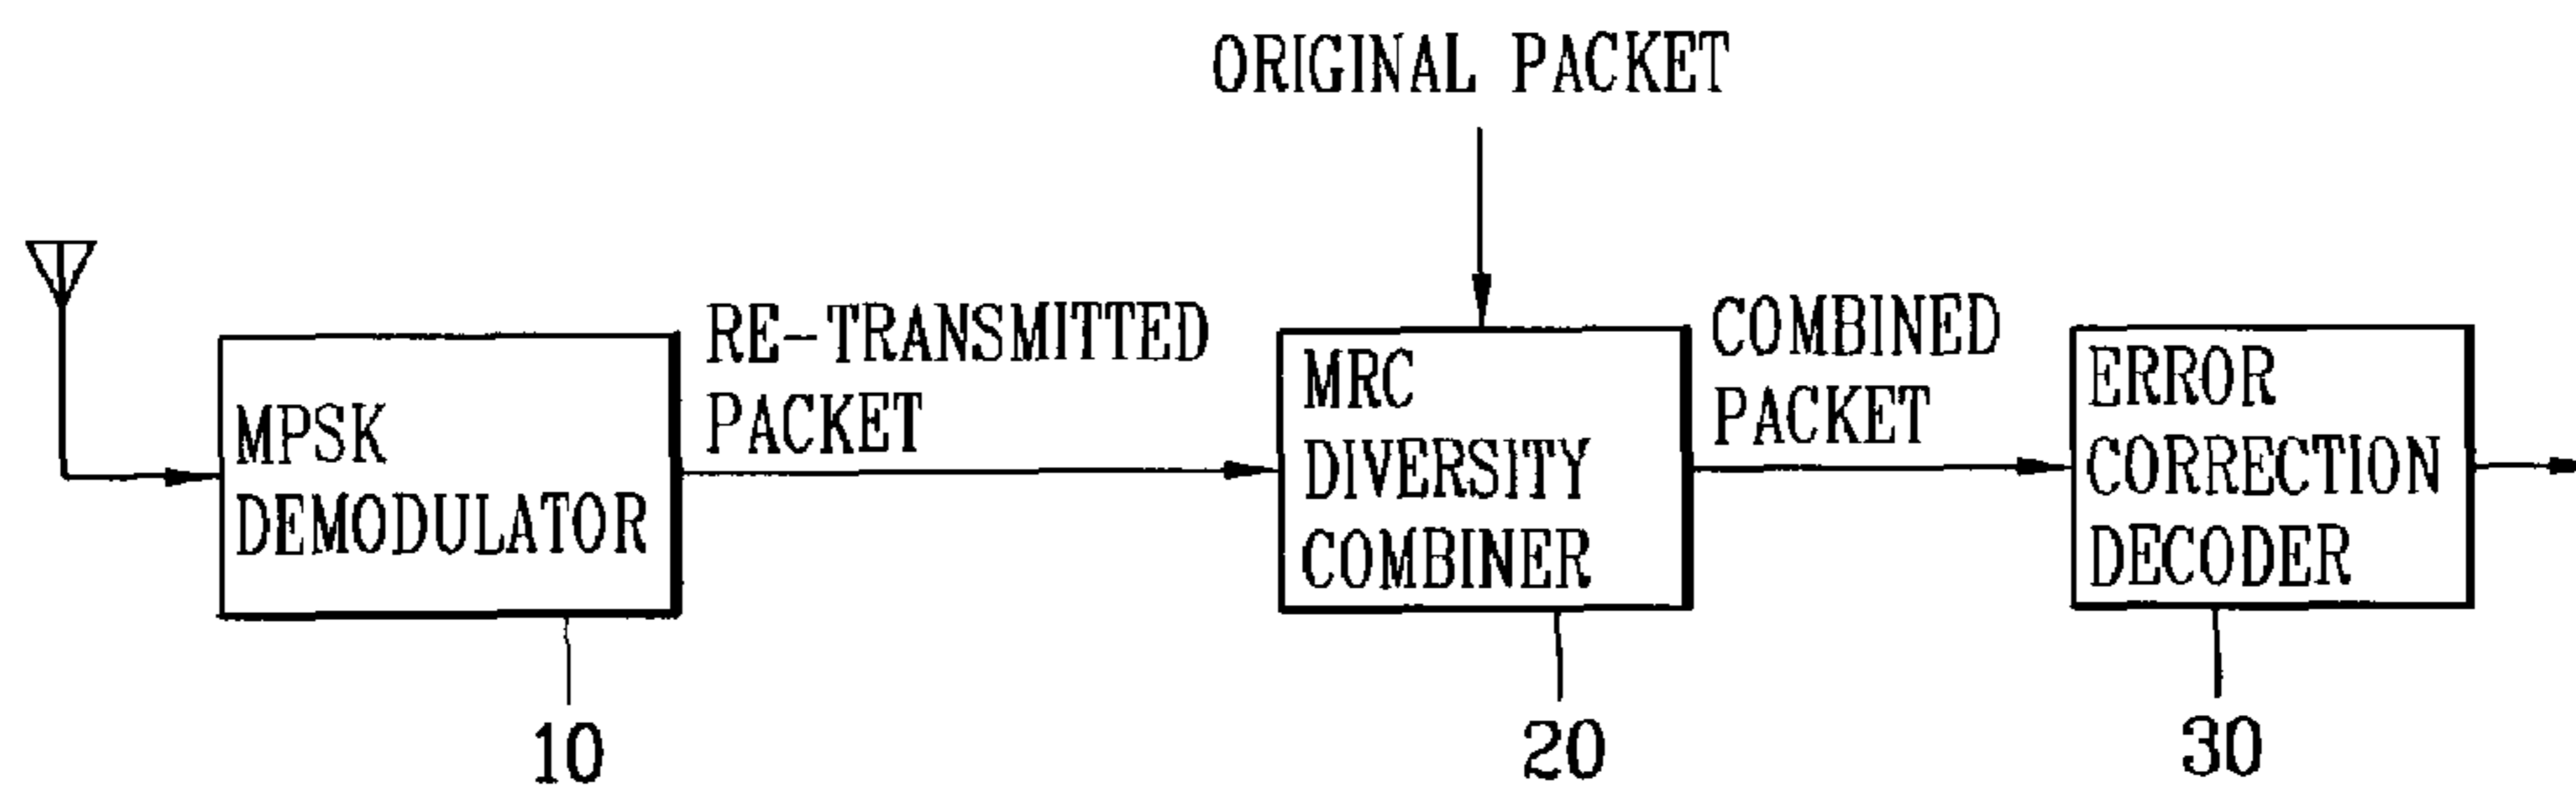 ORIGINAL PACKET
RE-TRANSMITTED
PACKET
COMBINED
PACKET
MPSK
DEMODULATOR
MRC
DIVERSITY
COMBINER
ERROR
CORRECTION
DECODER
10
20
30